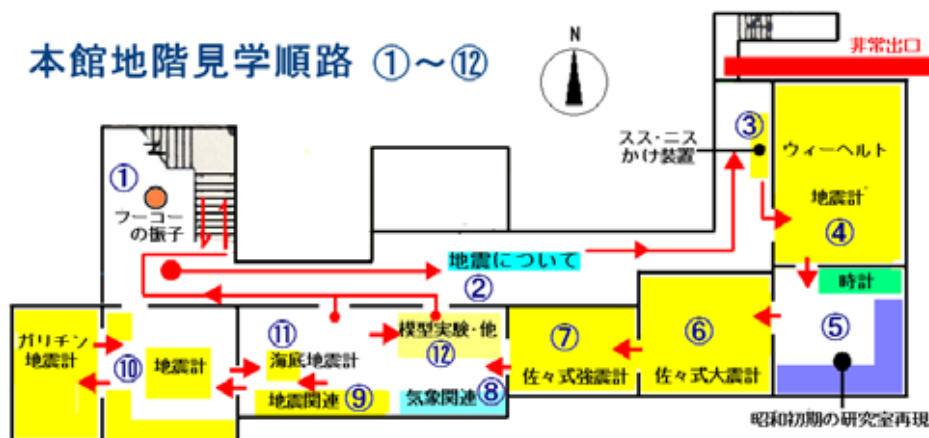 本館地階見学順路 ①～⑫
N
非常出口
①
フーコー
の振子
スス・ニス
かけ装置
③
ウィーヘルト
地震計
④
地震について
②
時計
⑤
昭和初期の研究室再現
⑥
佐々式大震計
⑦
佐々式強震計
模型実験・他
⑫
気象関連
⑧
⑪
海底地震計
地震関連
⑨
地震計
⑩
ガリチン
地震計